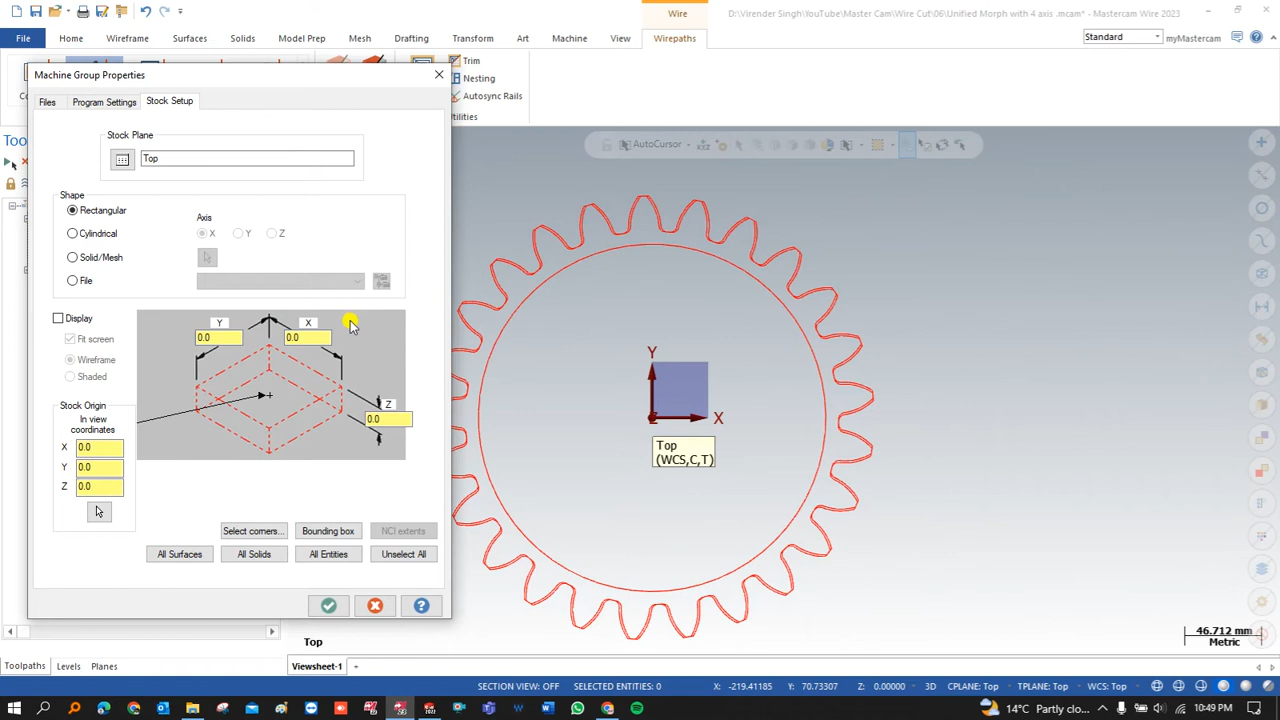 Wire
D:\Virender Singh\YouTube\Master Cam\Wire Cut\06\Unified Morph with 4 axis .mcam* - Mastercam Wire 2023
File Home Wireframe Surfaces Solids Model Prep Mesh Drafting Transform Art Machine View Wirepaths
Standard myMastercam
Machine Group Properties
Trim
Nesting
Autosync Rails
Files Program Settings Stock Setup
Stock Plane
AutoCursor
Top
Shape
Rectangular
Axis
Cylindrical
X Y Z
Solid/Mesh
File
Display
Y X
0.0 0.0
Fit screen
Wireframe
Shaded
Stock Origin
In view
coordinates
Z
0.0
X 0.0
Y 0.0
Z 0.0
Y
Z X
Top
(WCS,C,T)
Select corners... Bounding box NCI extents
All Surfaces All Solids All Entities Unselect All
Top
46.712 mm
Metric
Toolpaths Levels Planes
Viewsheet-1 +
SECTION VIEW: OFF SELECTED ENTITIES: 0 X: -219.41185 Y: 70.73307 Z: 0.00000 3D CPLANE: Top TPLANE: Top WCS: Top
14°C Partly clo... 10:49 PM